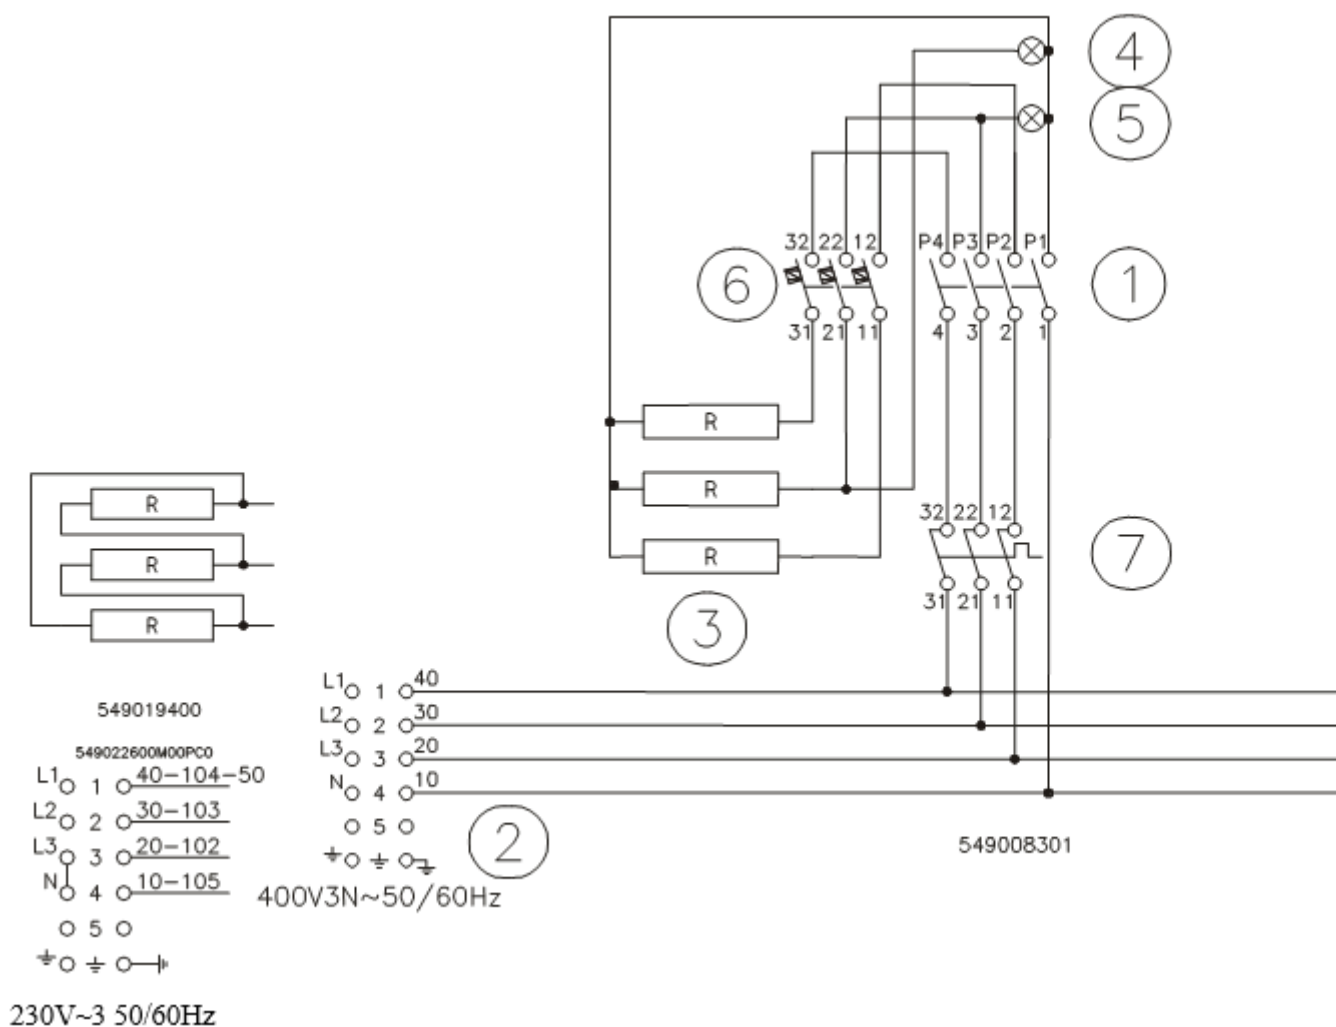 4
5
32 22 12 P4 P3 P2 P1
6
1
31 21 11 4 3 2 1
R
R
R
32 22 12
7
31 21 11
3
R
R
R
549019400
549022600M00PC0
L1 1 40-104-50
L2 2 30-103
L3 3 20-102
N 4 10-105
5
230V~3 50/60Hz
L1 1 40
L2 2 30
L3 3 20
N 4 10
5
2
400V3N~50/60Hz
549008301